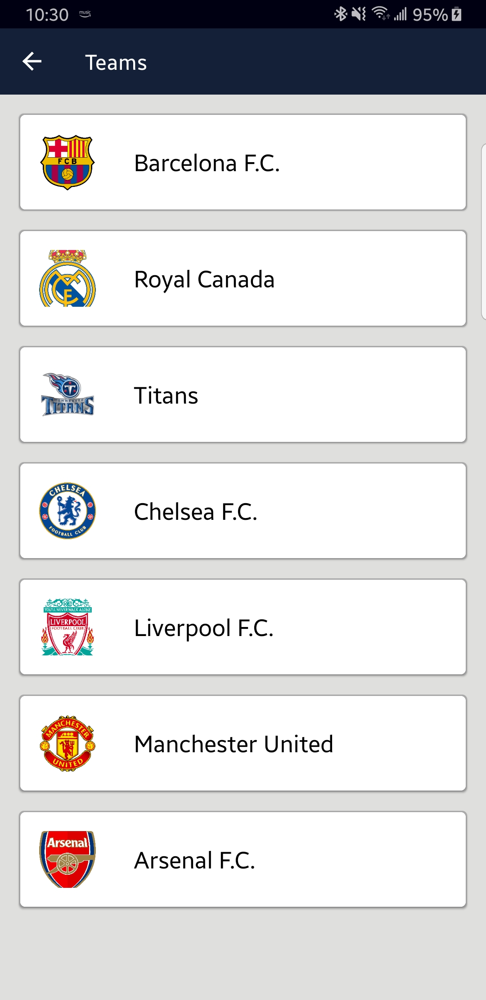 10:30 music 95%
Teams
FCB
Barcelona F.C.
Royal Canada
TENNESSEE
TITANS
Titans
CHELSEA
FOOTBALL CLUB
Chelsea F.C.
YOU'LL NEVER WALK ALONE
LIVERPOOL
FOOTBALL CLUB
Liverpool F.C.
MANCHESTER
UNITED
Manchester United
Arsenal
Arsenal F.C.